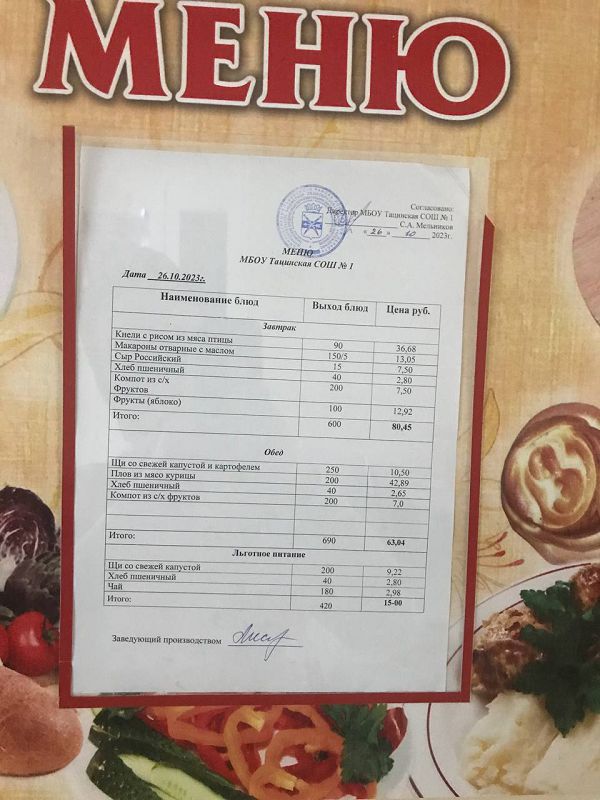 МЕНЮ
Согласовано:
Директор МБОУ Тацинская СОШ № 1
С.А. Мельников
« 26 » 10 2023г.
МЕНЮ
МБОУ Тацинская СОШ № 1
Дата 26.10.2023г.
Наименование блюд Выход блюд Цена руб.
Завтрак
Кнели с рисом из мяса птицы 90 36,68
Макароны отварные с маслом 150/5 13,05
Сыр Российский 15 7,50
Хлеб пшеничный 40 2,80
Компот из с/х 200 7,50
Фруктов
Фрукты (яблоко) 100 12,92
Итого: 600 80,45
Обед
Щи со свежей капустой и картофелем 250 10,50
Плов из мясо курицы 200 42,89
Хлеб пшеничный 40 2,65
Компот из с/х фруктов 200 7,0
Итого: 690 63,04
Льготное питание
Щи со свежей капустой 200 9,22
Хлеб пшеничный 40 2,80
Чай 180 2,98
Итого: 420 15-00
Заведующий производством